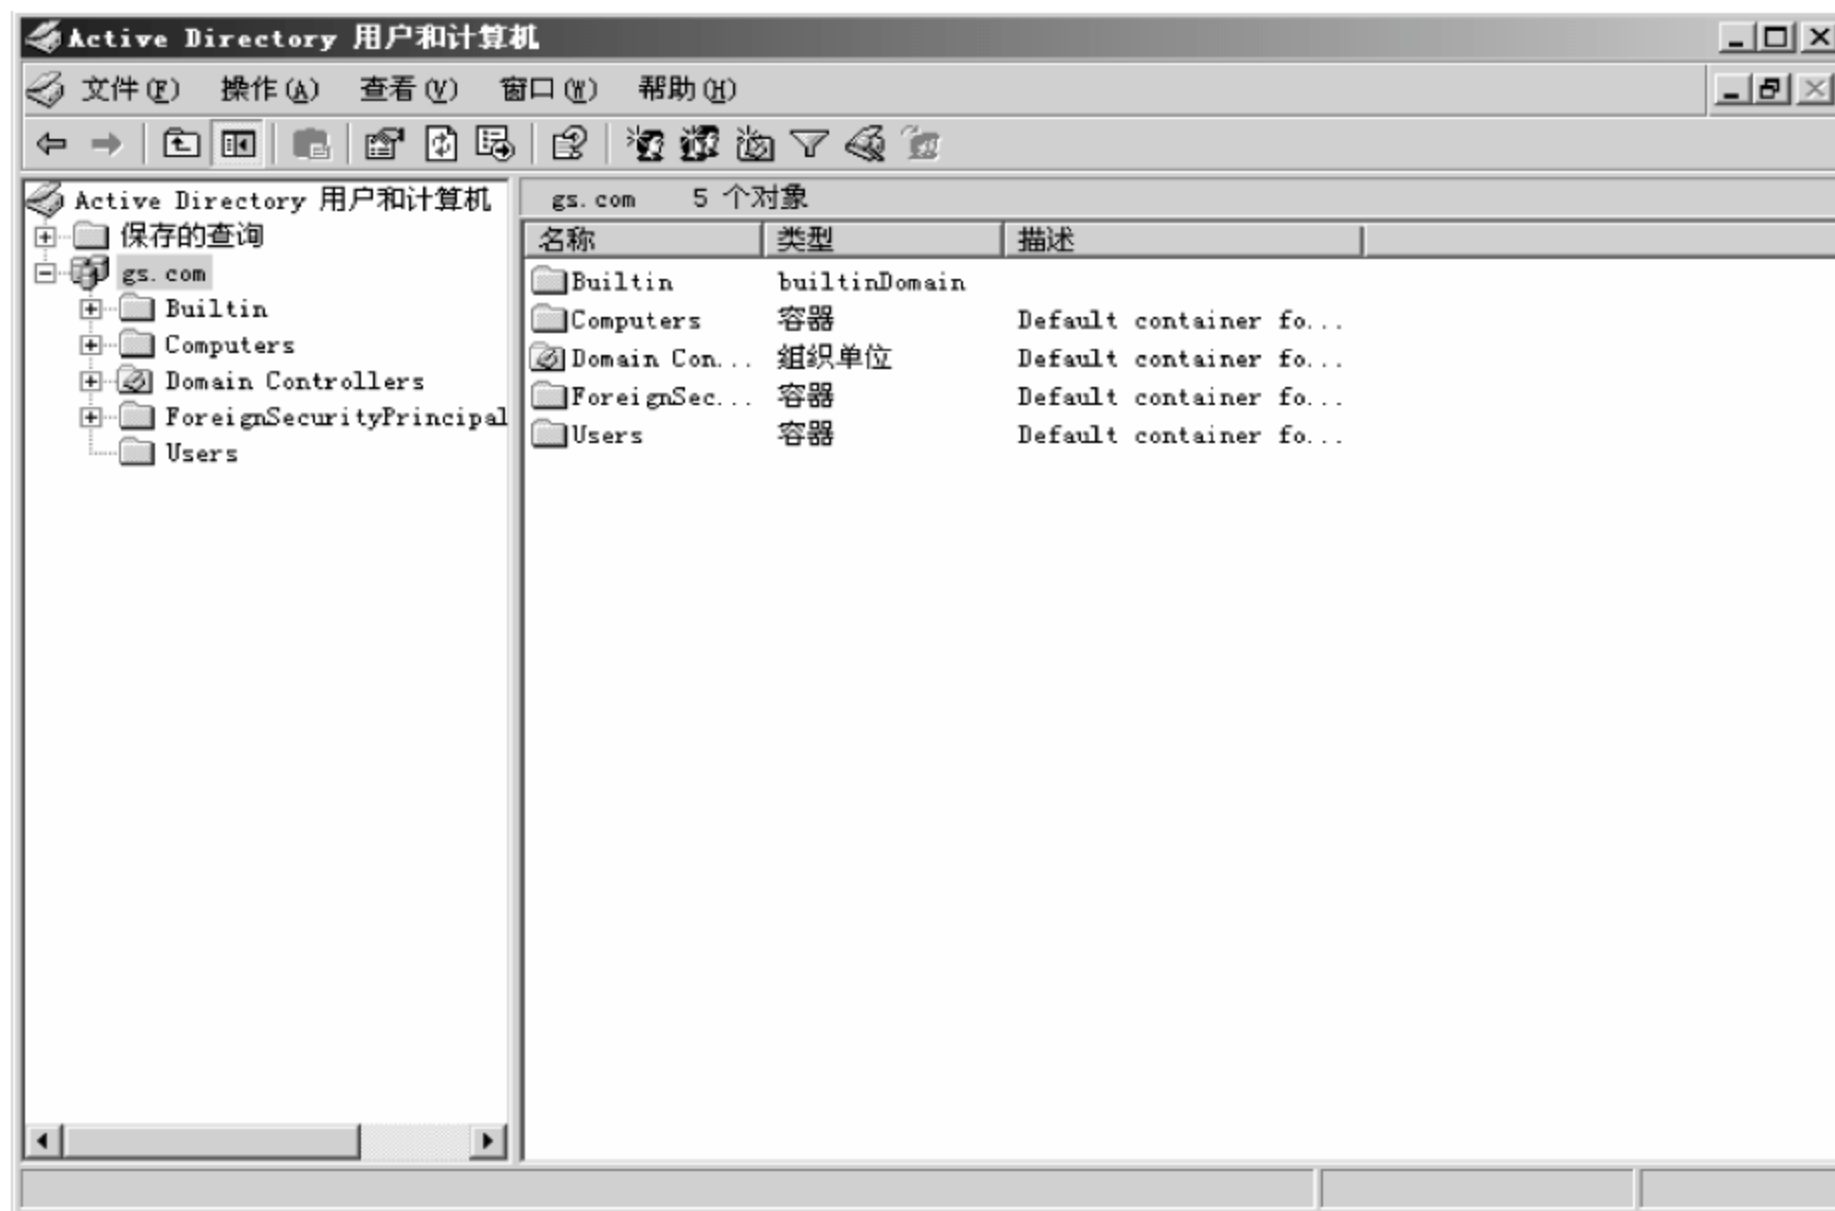 Active Directory 用户和计算机
文件(F) 操作(A) 查看(V) 窗口(W) 帮助(H)
Active Directory 用户和计算机
保存的查询
gs.com
Builtin
Computers
Domain Controllers
ForeignSecurityPrincipal
Users
gs.com 5 个对象
名称 类型 描述
Builtin builtinDomain
Computers 容器 Default container fo...
Domain Con... 组织单位 Default container fo...
ForeignSec... 容器 Default container fo...
Users 容器 Default container fo...